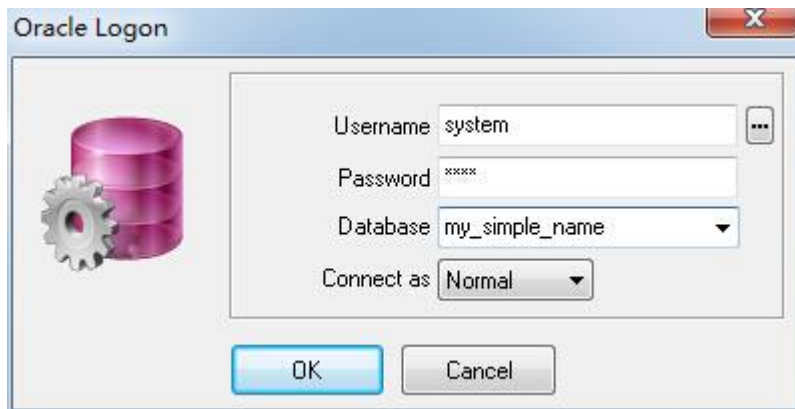 Oracle Logon
Username system ...
Password ****
Database my_simple_name
Connect as Normal
OK Cancel